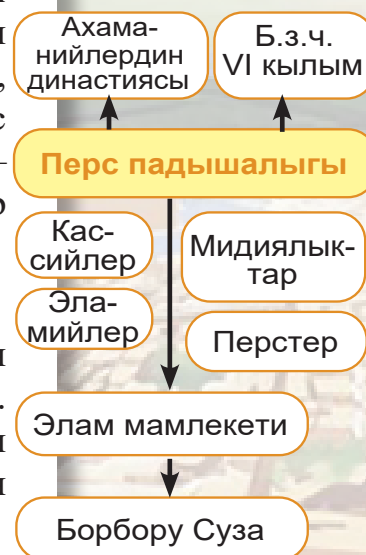 Ахама-
нийлердин
династиясы
Б.з.ч.
VI кылым
Перс падышалыгы
Кас-
сийлер
Мидиялык-
тар
Эла-
мийлер
Перстер
Элам мамлекети
Борбору Суза